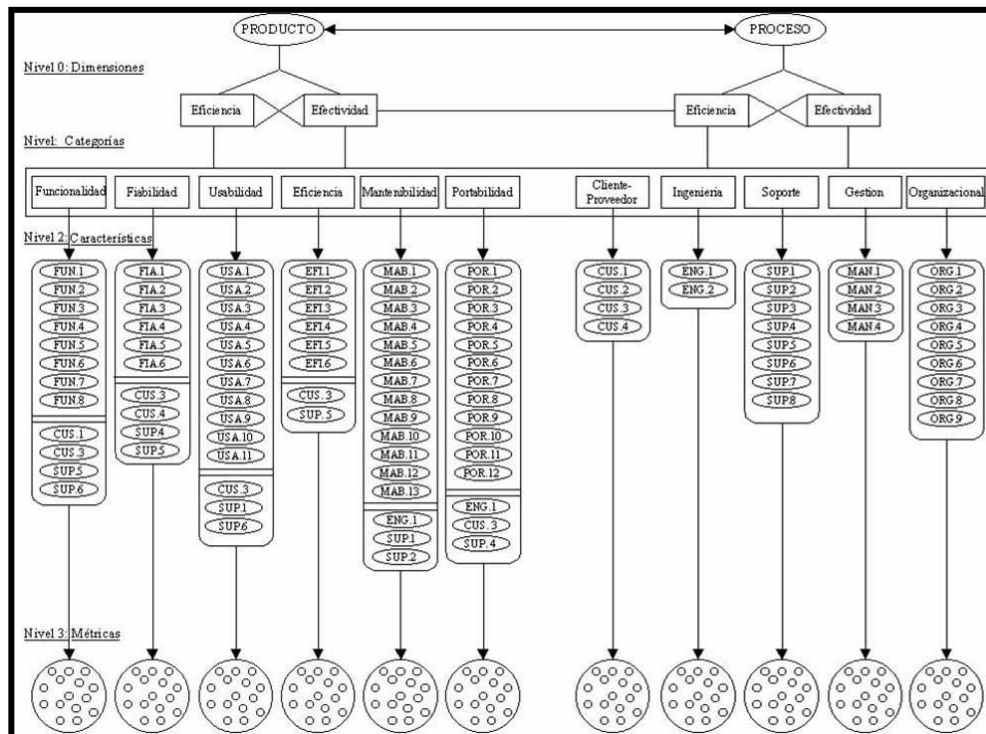 PRODUCTO
PROCESO
Nivel 0: Dimensiones
Eficiencia
Efectividad
Eficiencia
Efectividad
Nivel: Categorías
Funcionalidad
Fiabilidad
Usabilidad
Eficiencia
Mantenibilidad
Portabilidad
Cliente-
Proveedor
Ingeniería
Soporte
Gestion
Organizacional
Nivel 2: Características
FUN.1
FUN.2
FUN.3
FUN.4
FUN.5
FUN.6
FUN.7
FUN.8
CUS.1
CUS.3
SUP.5
SUP.6
FIA.1
FIA.2
FIA.3
FIA.4
FIA.5
FIA.6
CUS.3
CUS.4
SUP.4
SUP.5
USA.1
USA.2
USA.3
USA.4
USA.5
USA.6
USA.7
USA.8
USA.9
USA.10
USA.11
CUS.3
SUP.1
SUP.6
EFI.1
EFI.2
EFI.3
EFI.4
EFI.5
EFI.6
CUS.3
SUP.5
MAB.1
MAB.2
MAB.3
MAB.4
MAB.5
MAB.6
MAB.7
MAB.8
MAB.9
MAB.10
MAB.11
MAB.12
MAB.13
ENG.1
SUP.1
SUP.2
POR.1
POR.2
POR.3
POR.4
POR.5
POR.6
POR.7
POR.8
POR.9
POR.10
POR.11
POR.12
ENG.1
CUS.3
SUP.4
CUS.1
CUS.2
CUS.3
CUS.4
ENG.1
ENG.2
SUP.1
SUP.2
SUP.3
SUP.4
SUP.5
SUP.6
SUP.7
SUP.8
MAN.1
MAN.2
MAN.3
MAN.4
ORG.1
ORG.2
ORG.3
ORG.4
ORG.5
ORG.6
ORG.7
ORG.8
ORG.9
Nivel 3: Métricas